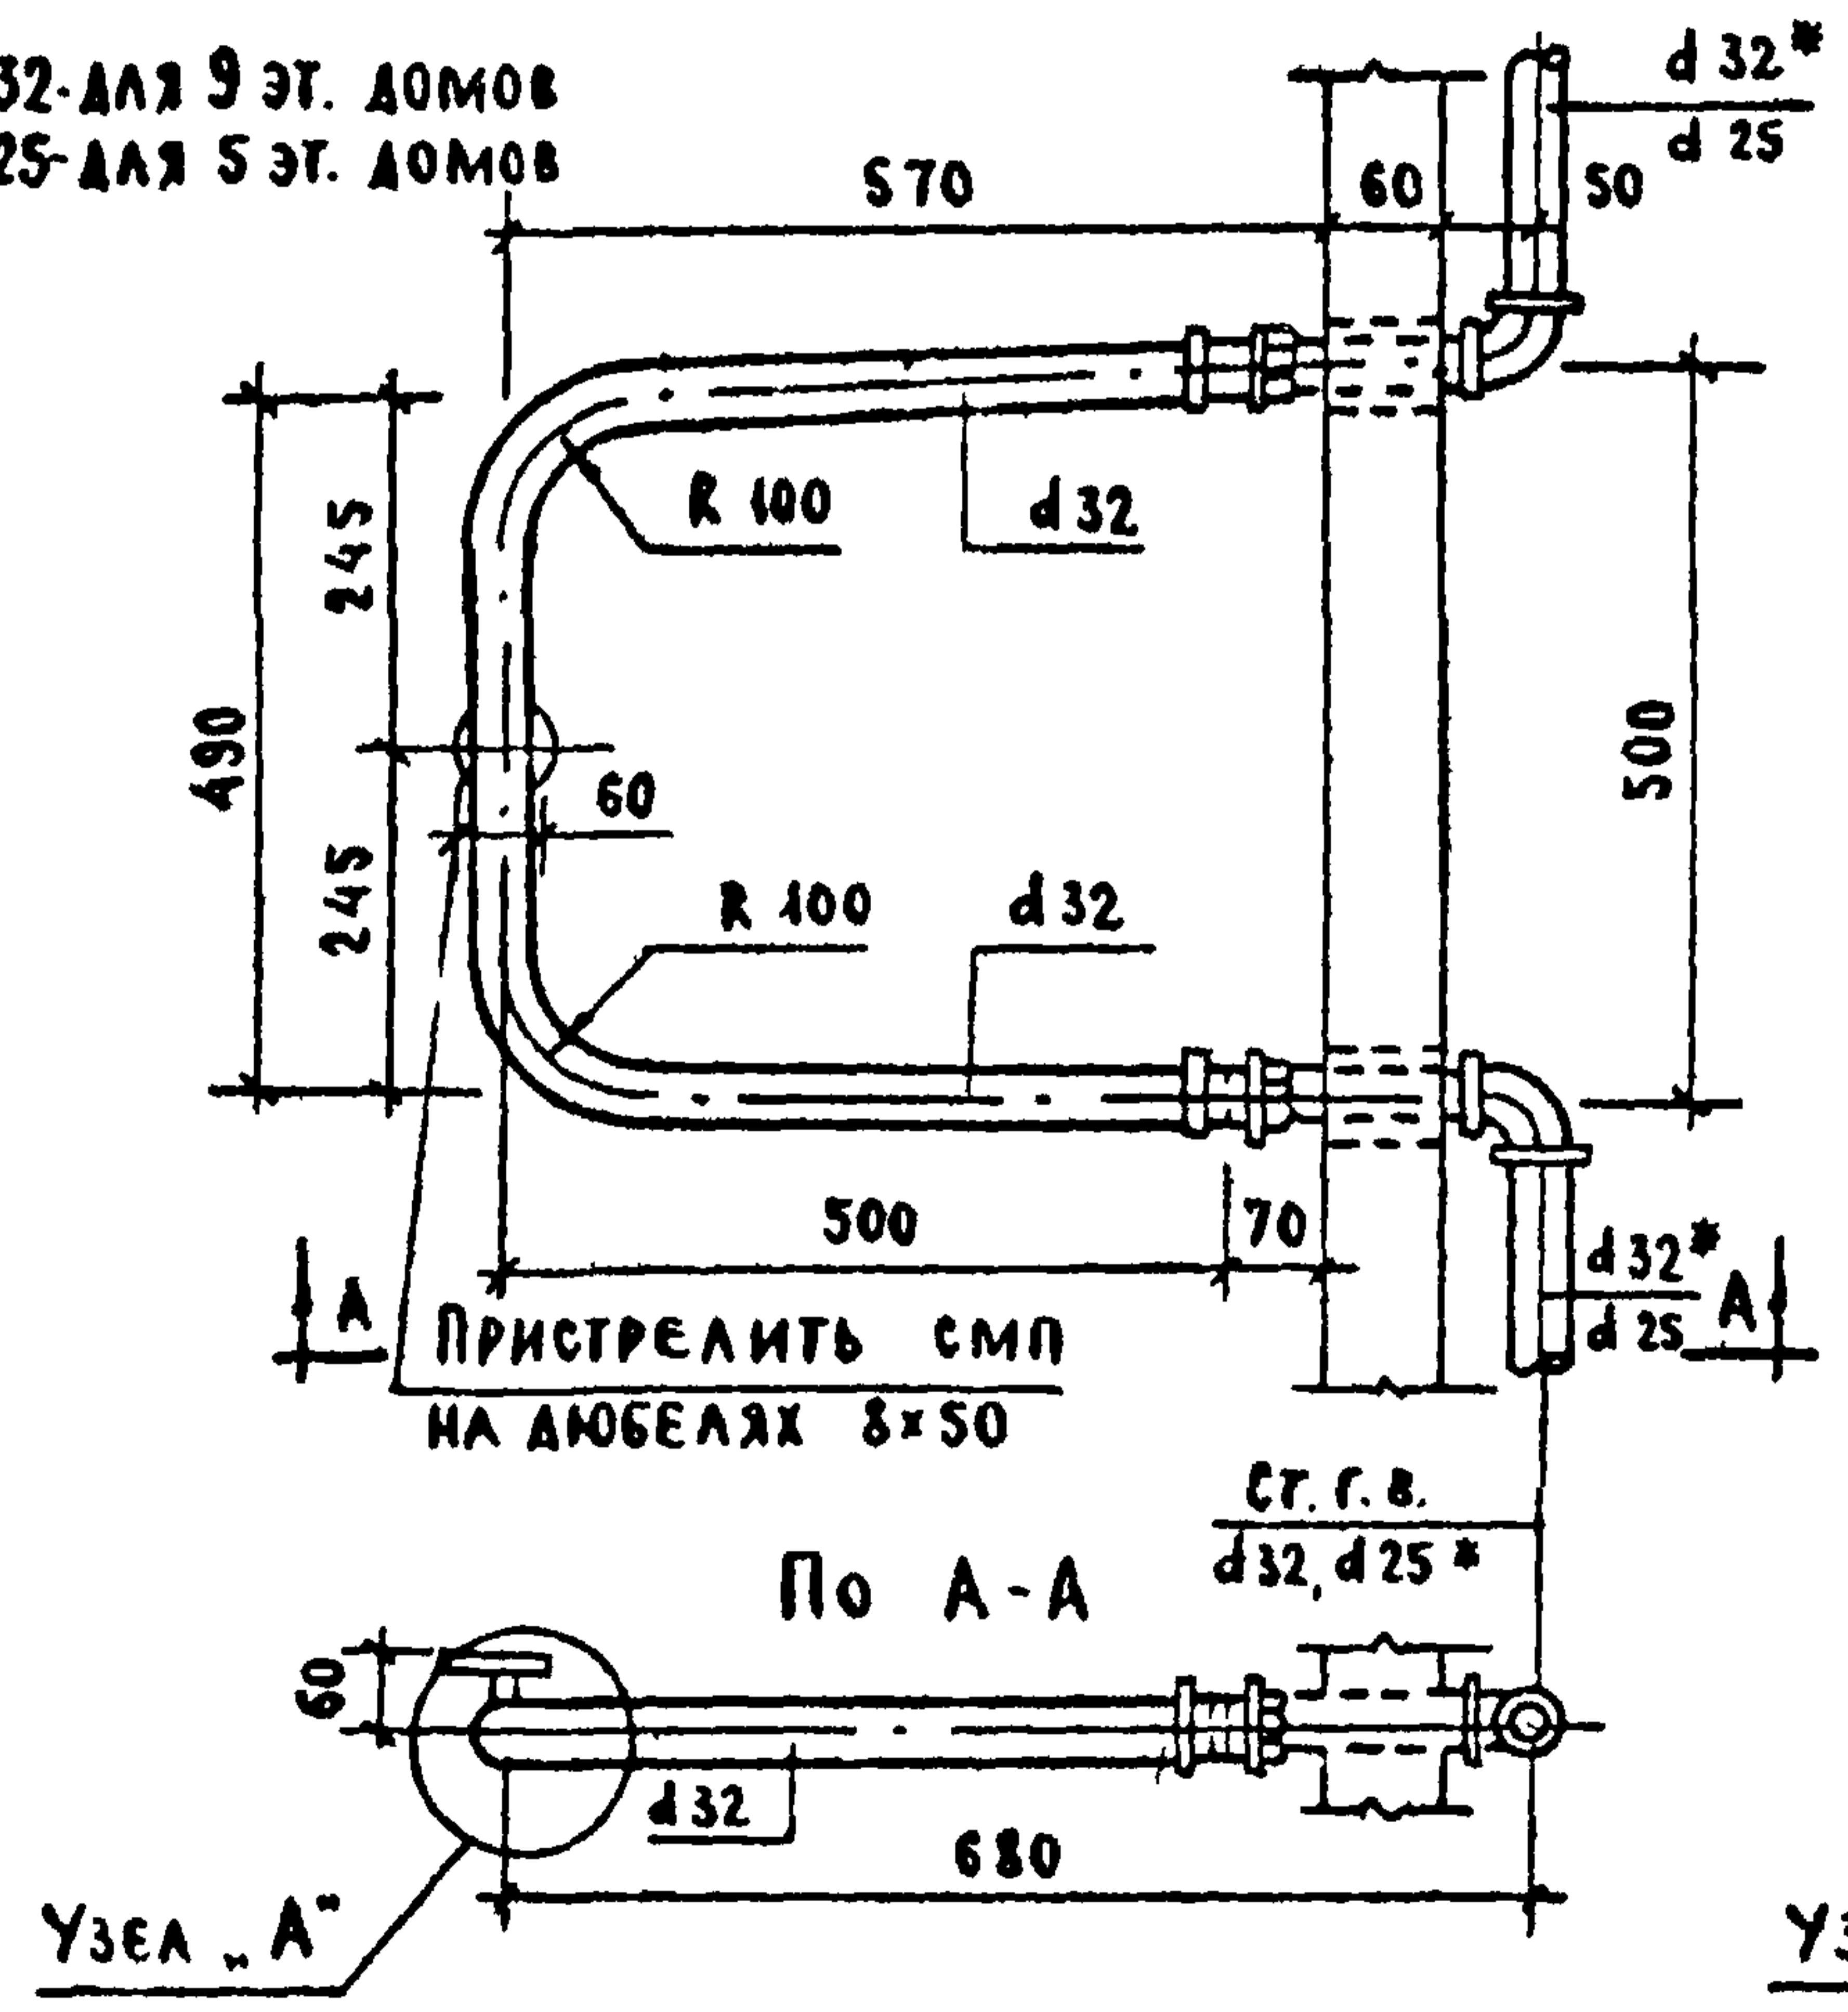 32-для 9 эт. домов
25-для 5 эт. домов
d 32*
d 25
570
60
50
R 100
d 32
245
490
500
60
245
R 100
d 32
500
70
d 32*
d 25
А
А
Пристрелить СМП
на дюбелях 8x50
Ст. г. в.
d 32, d 25*
По А-А
60
d 32
680
Узел „А"
Уз